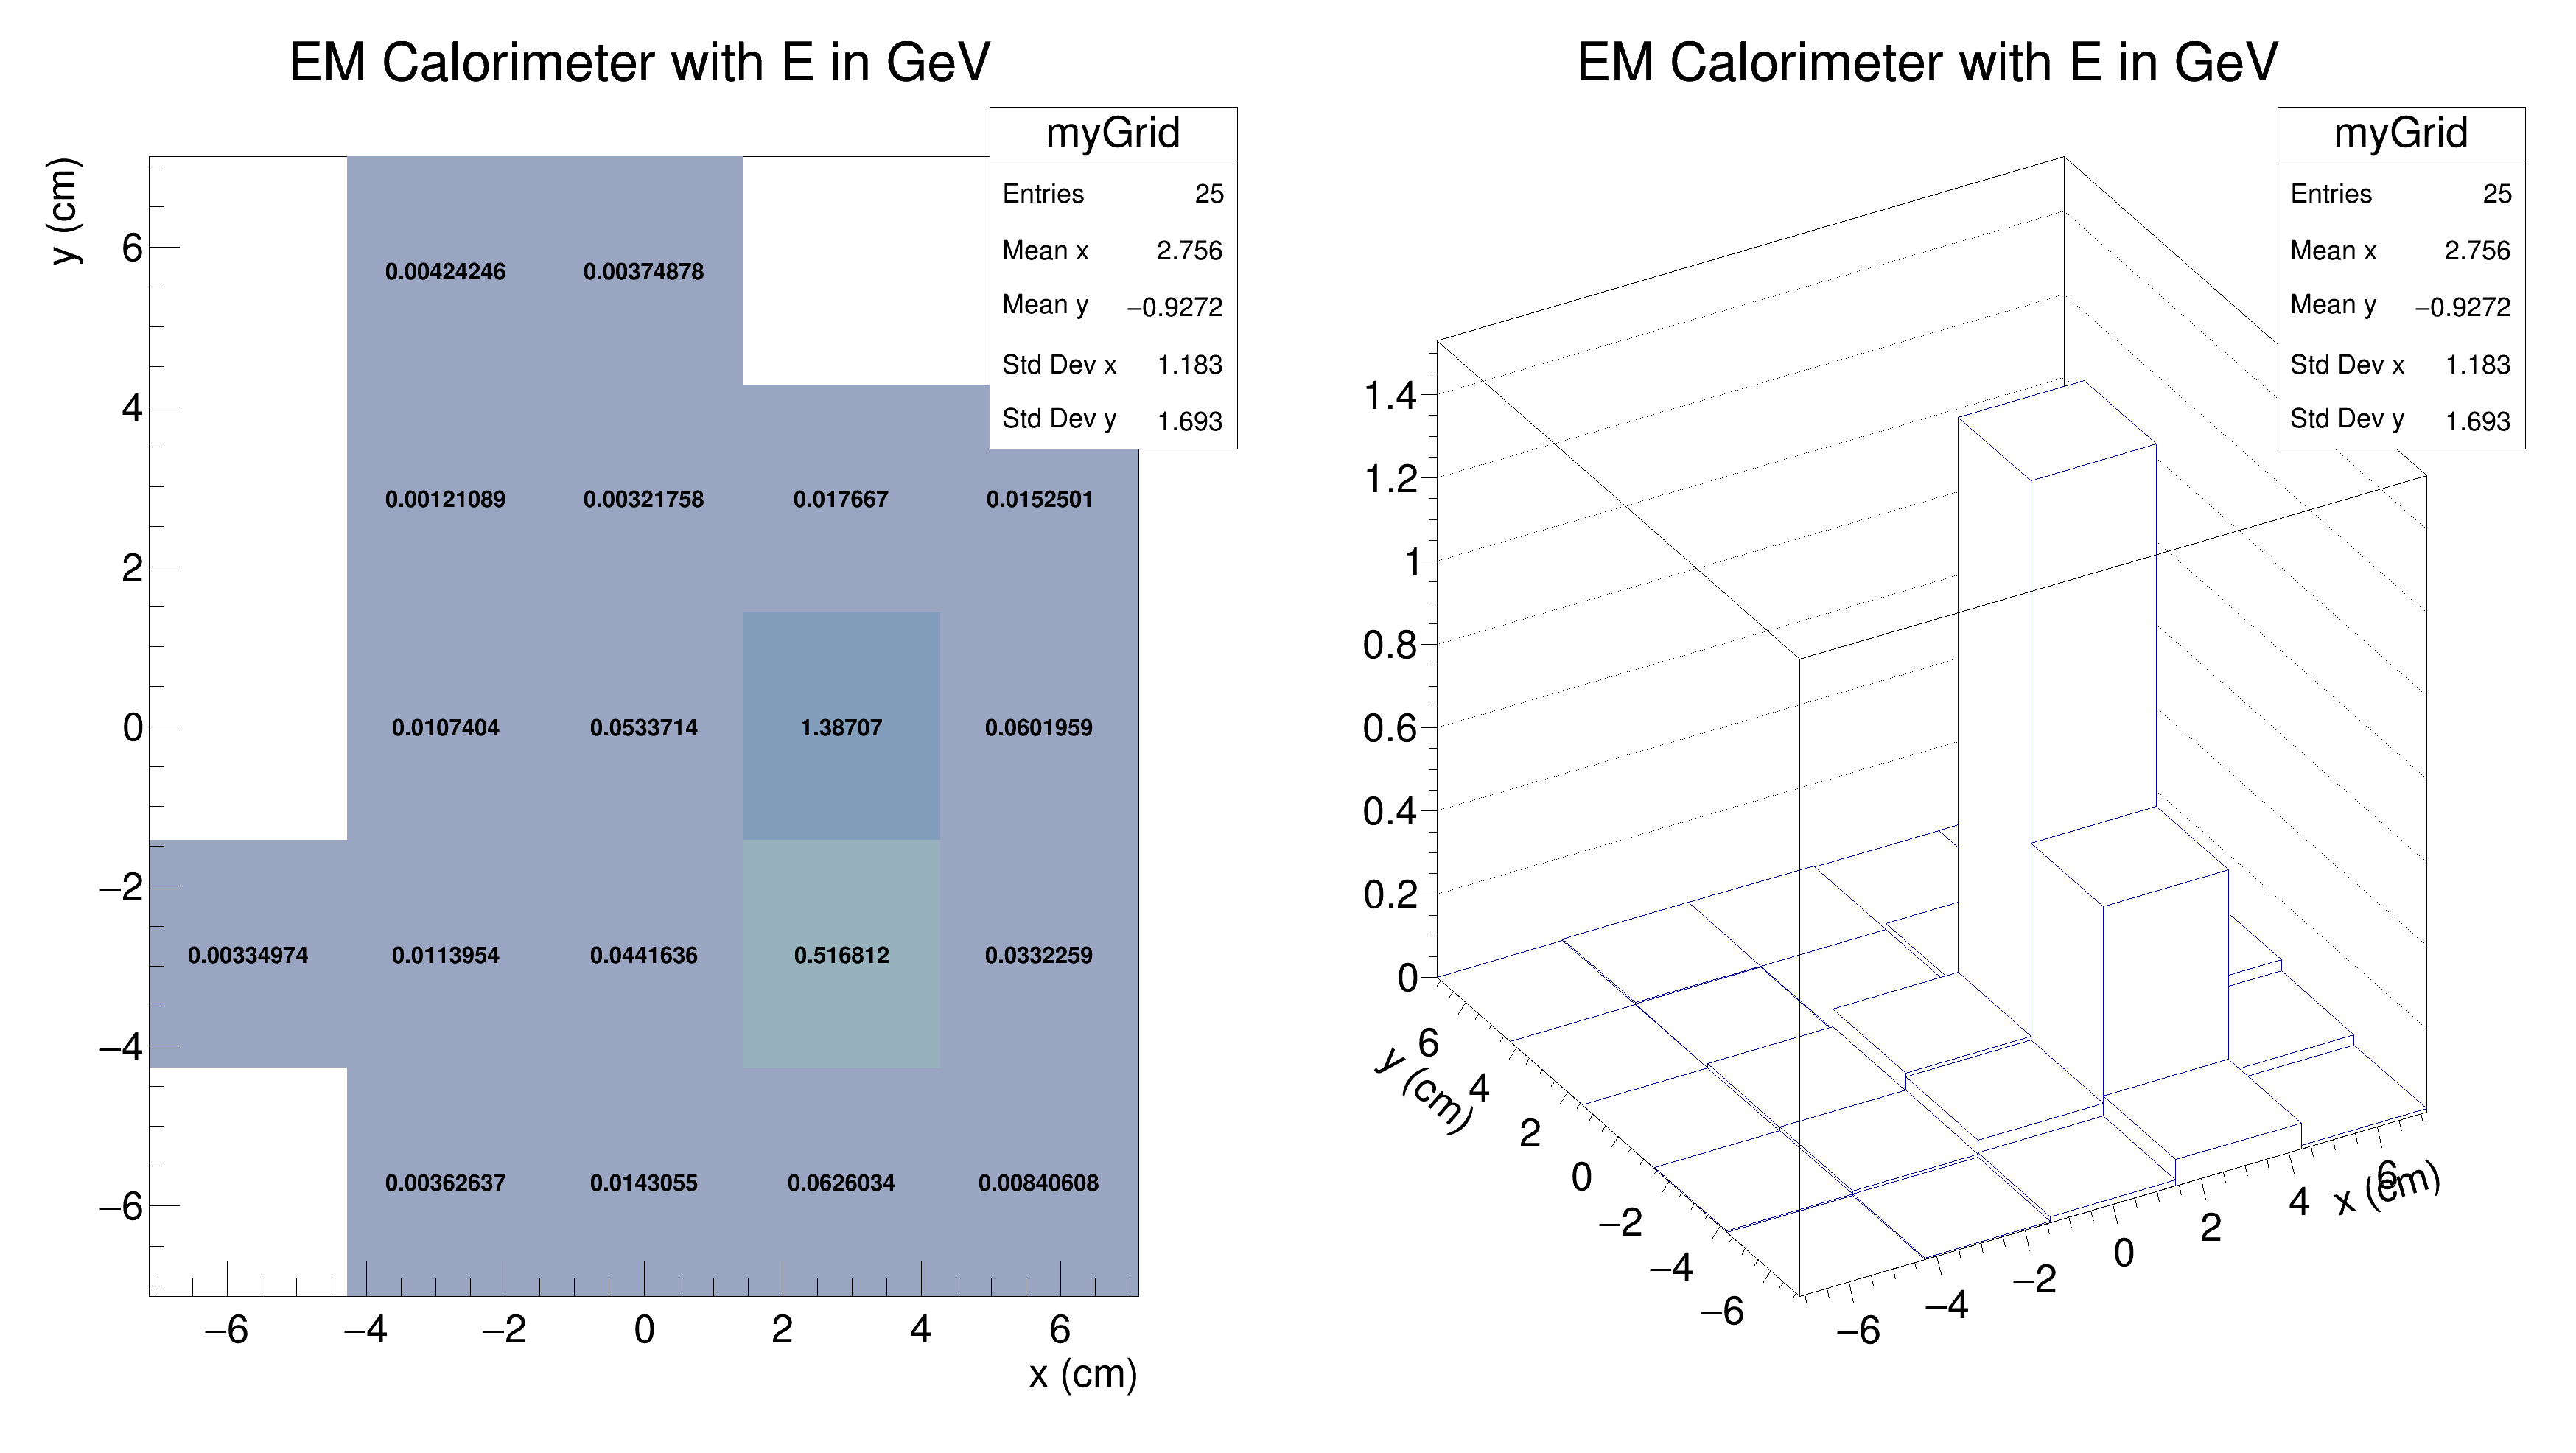 EM Calorimeter with E in GeV
myGrid
Entries 25
Mean x 2.756
Mean y −0.9272
Std Dev x 1.183
Std Dev y 1.693
y (cm)
6
4
2
0
−2
−4
−6
0.00424246 0.00374878
0.00121089 0.00321758 0.017667 0.0152501
0.0107404 0.0533714 1.38707 0.0601959
0.00334974 0.0113954 0.0441636 0.516812 0.0332259
0.00362637 0.0143055 0.0626034 0.00840608
−6 −4 −2 0 2 4 6
x (cm)
EM Calorimeter with E in GeV
myGrid
Entries 25
Mean x 2.756
Mean y −0.9272
Std Dev x 1.183
Std Dev y 1.693
1.4
1.2
1
0.8
0.6
0.4
0.2
0
y (cm)
6
4
2
0
−2
−4
−6
−6 −4 −2 0 2 4 6
x (cm)